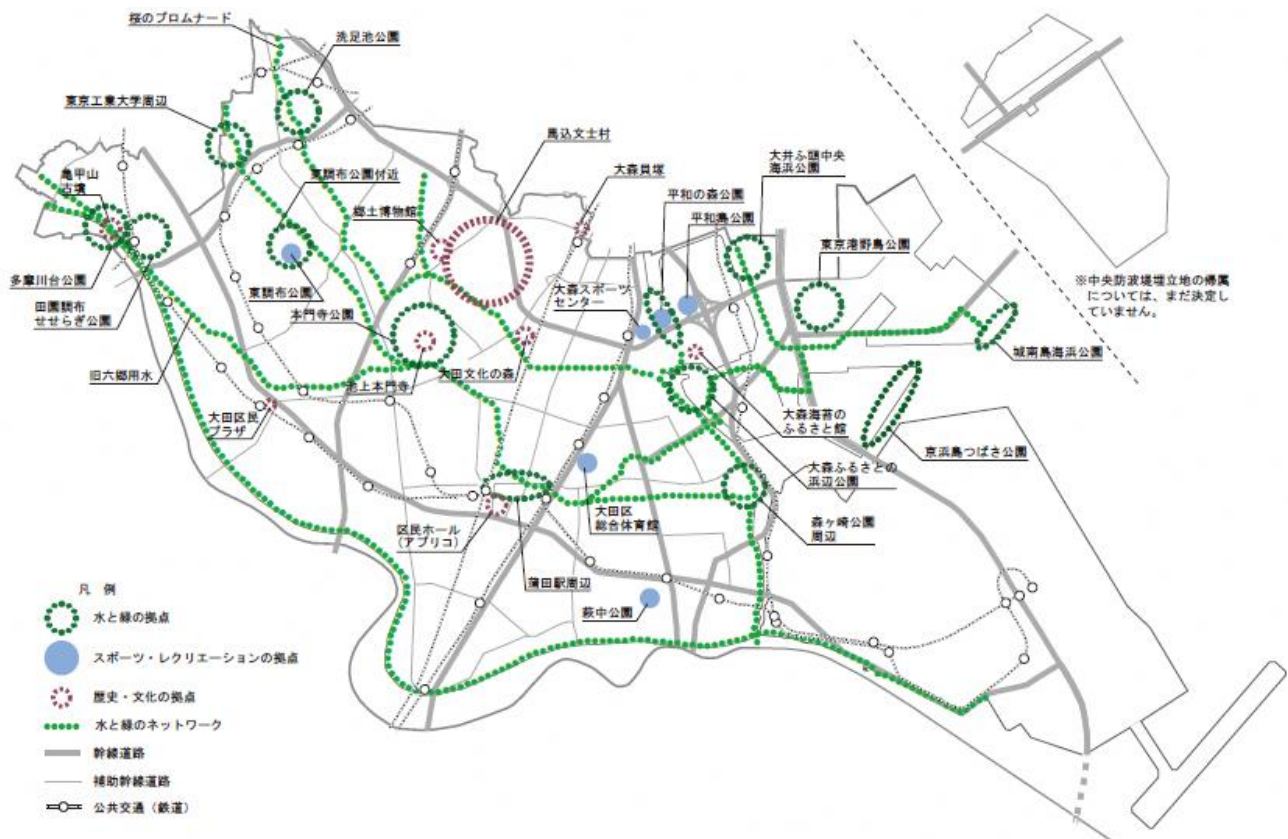 桜のプロムナード
洗足池公園
東京工業大学周辺
馬込文士村
大森貝塚
大井ふ頭中央
海浜公園
亀甲山
古墳
東調布公園付近
郷土博物館
平和の森公園
平和島公園
東京港野鳥公園
多摩川台公園
田園調布
せせらぎ公園
東調布公園
本門寺公園
大森スポーツ
センター
※中央防波堤埋立地の帰属
については、まだ決定し
ていません。
城南島海浜公園
旧六郷用水
池上本門寺
大田文化の森
大田区民
プラザ
大森海苔の
ふるさと館
京浜島つばさ公園
大森ふるさとの
浜辺公園
大田区
総合体育館
森ヶ崎公園
周辺
区民ホール
(アプリコ)
蒲田駅周辺
萩中公園
凡 例
水と緑の拠点
スポーツ・レクリエーションの拠点
歴史・文化の拠点
水と緑のネットワーク
幹線道路
補助幹線道路
公共交通(鉄道)